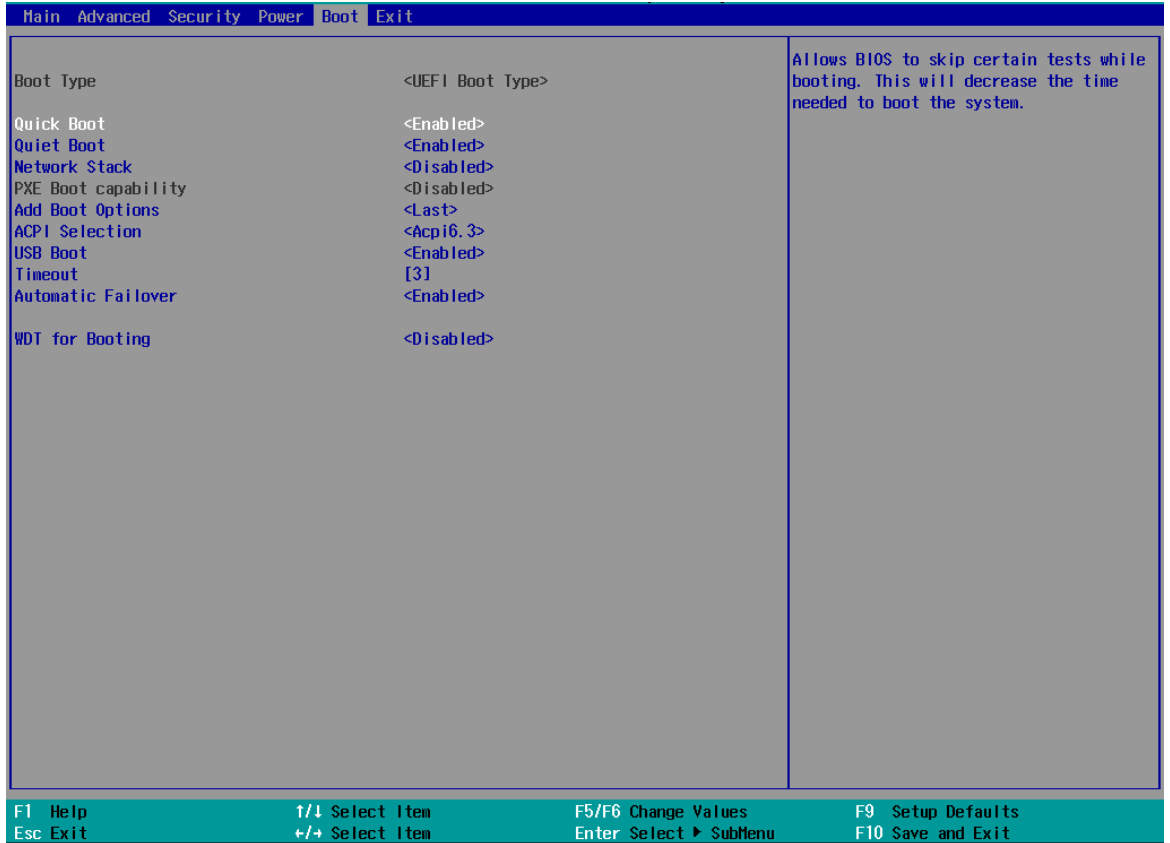 Main Advanced Security Power Boot Exit
Boot Type <UEFI Boot Type>
Quick Boot <Enabled>
Quiet Boot <Enabled>
Network Stack <Disabled>
PXE Boot capability <Disabled>
Add Boot Options <Last>
ACPI Selection <Acpi6.3>
USB Boot <Enabled>
Timeout [3]
Automatic Failover <Enabled>
WDT for Booting <Disabled>
Allows BIOS to skip certain tests while
booting. This will decrease the time
needed to boot the system.
F1 Help ↑/↓ Select Item F5/F6 Change Values F9 Setup Defaults
Esc Exit ←/→ Select Item Enter Select ▶ SubMenu F10 Save and Exit